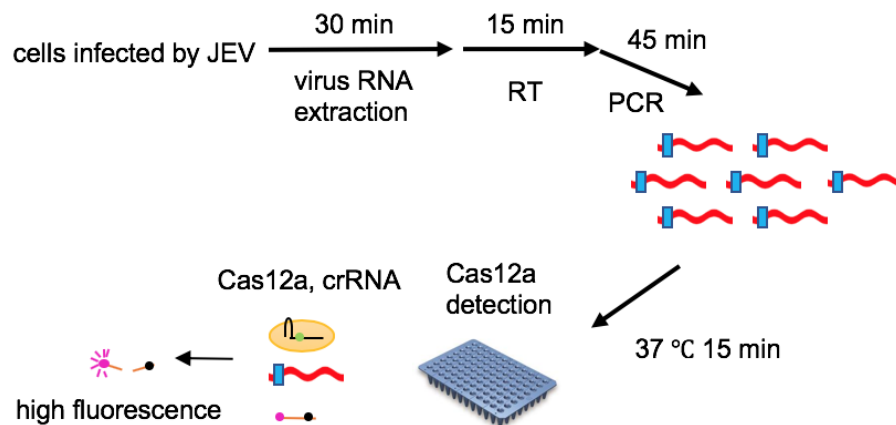 30 min
15 min
45 min
cells infected by JEV
virus RNA
extraction
RT
PCR
Cas12a, crRNA
Cas12a
detection
37 ℃ 15 min
high fluorescence